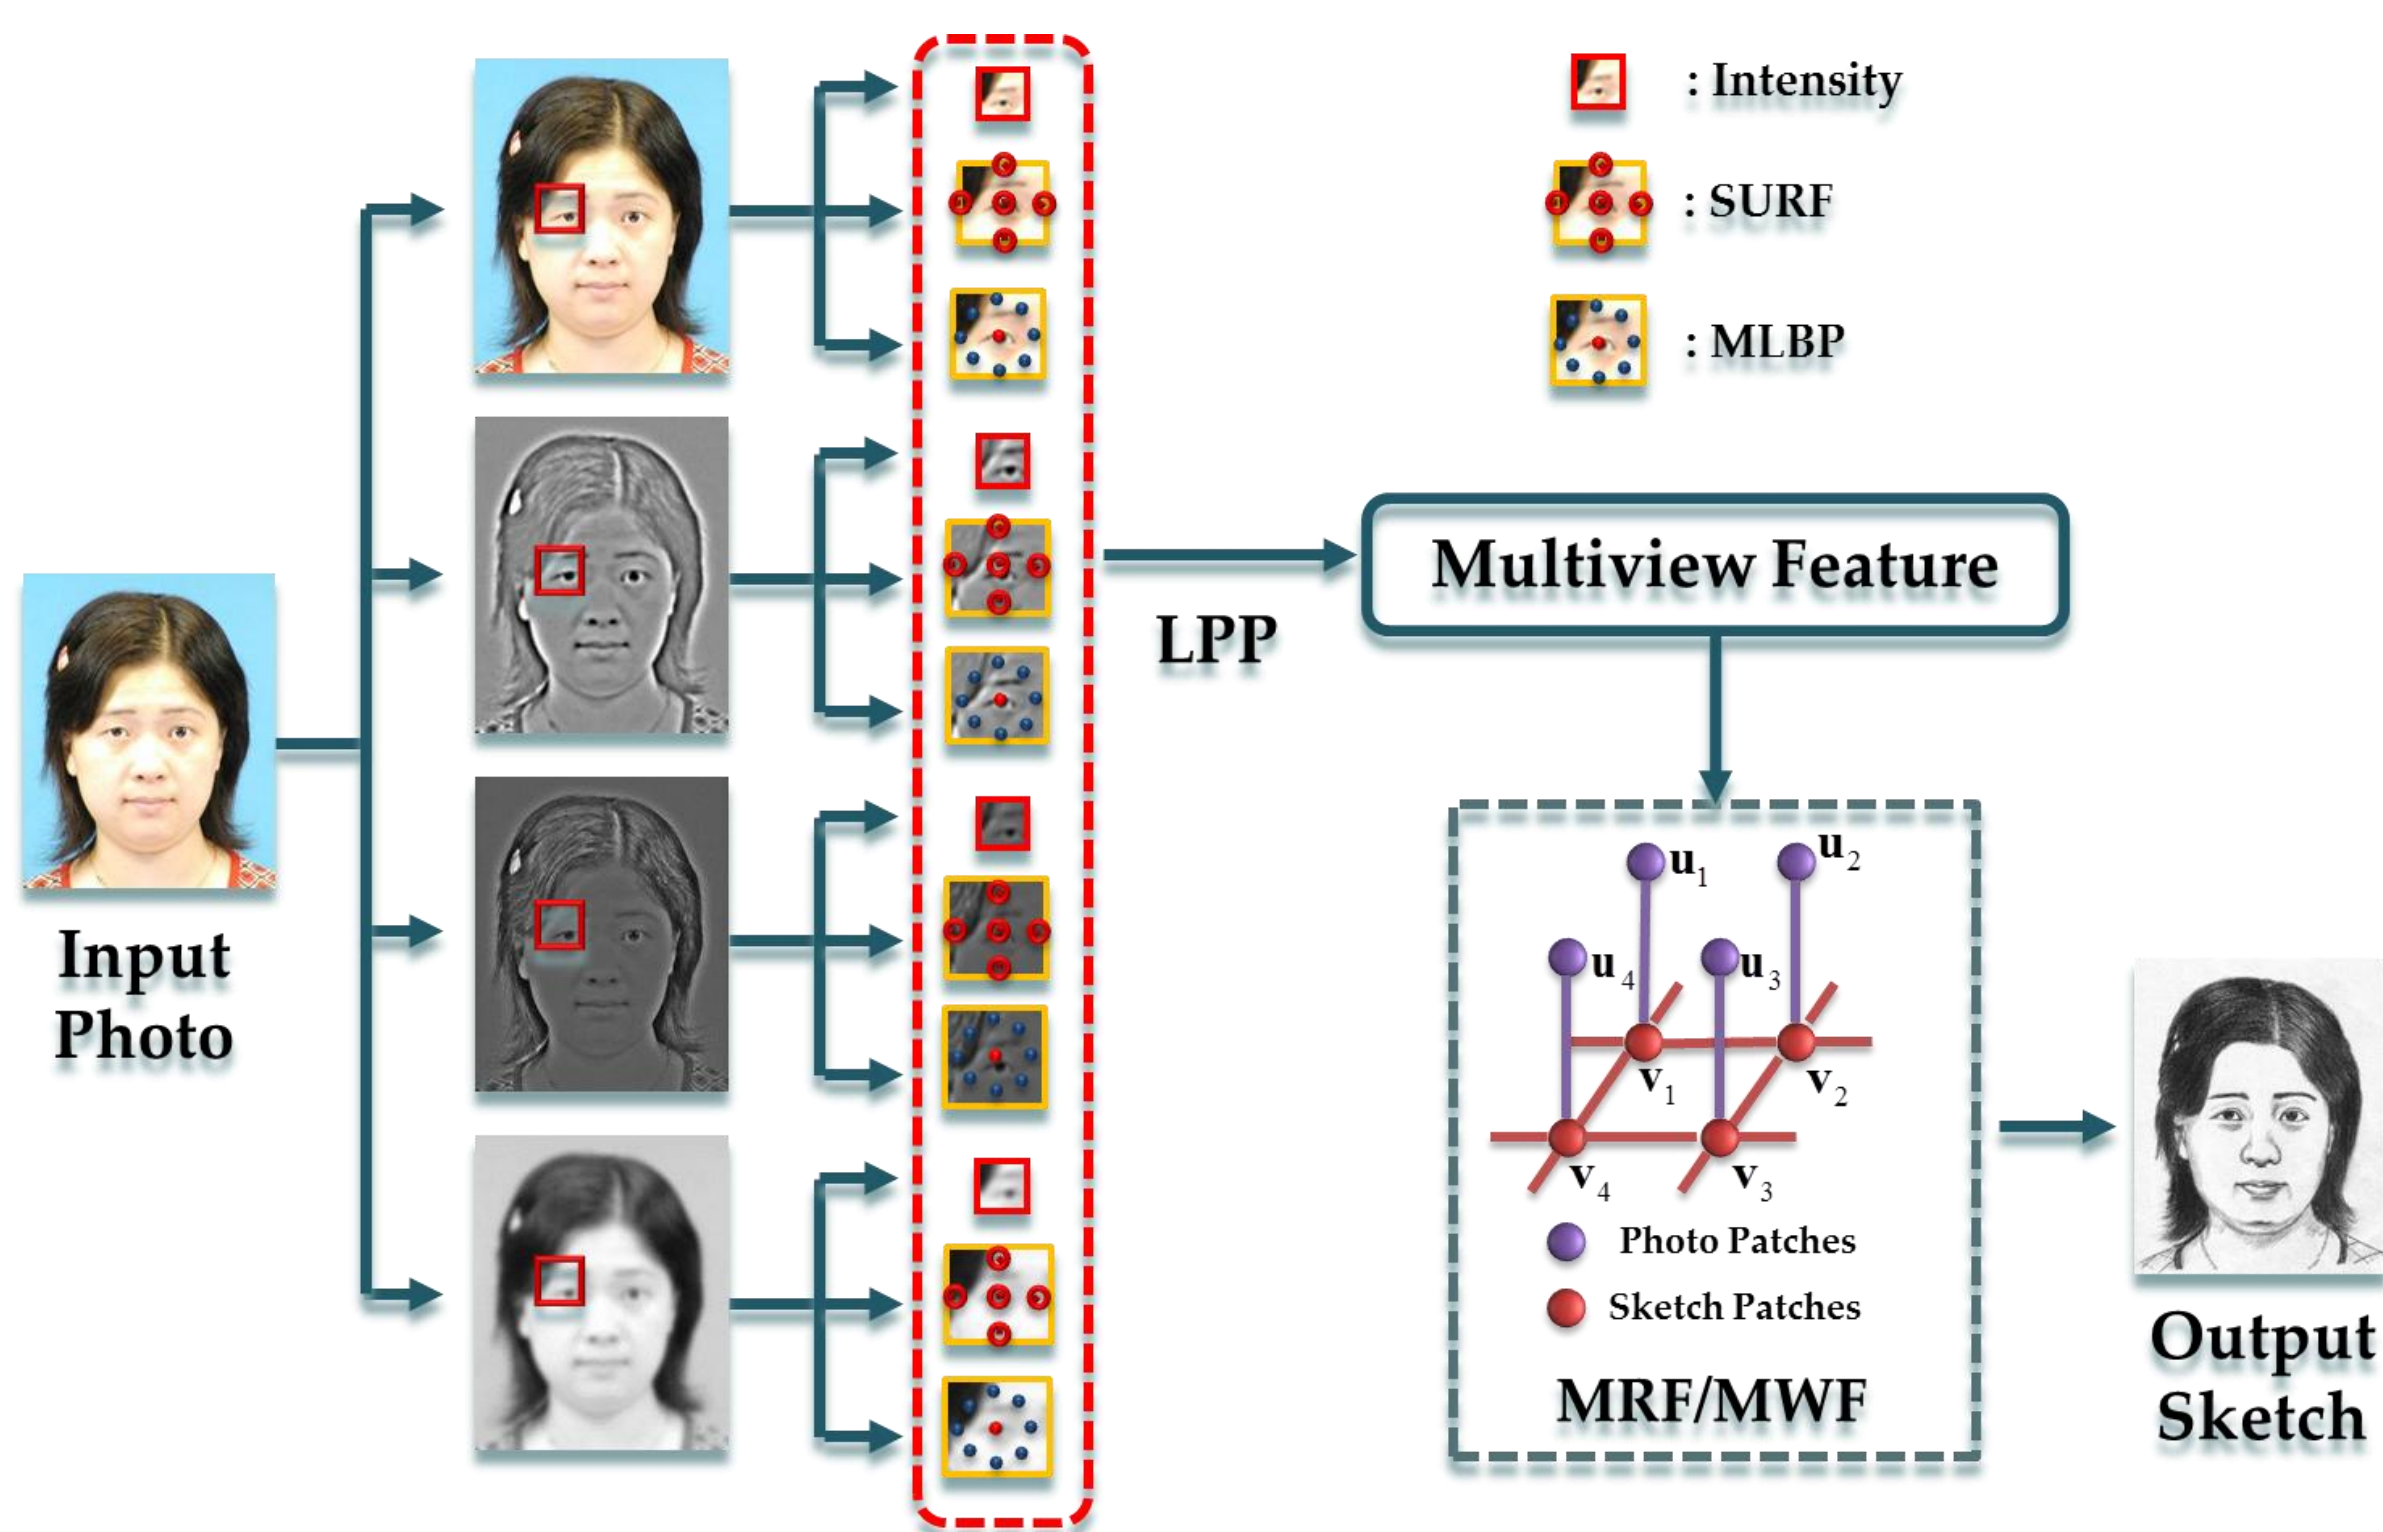 : Intensity
: SURF
: MLBP
Multiview Feature
LPP
Input
Photo
u1
u2
u4
u3
v1
v2
v4
v3
Photo Patches
Sketch Patches
MRF/MWF
Output
Sketch